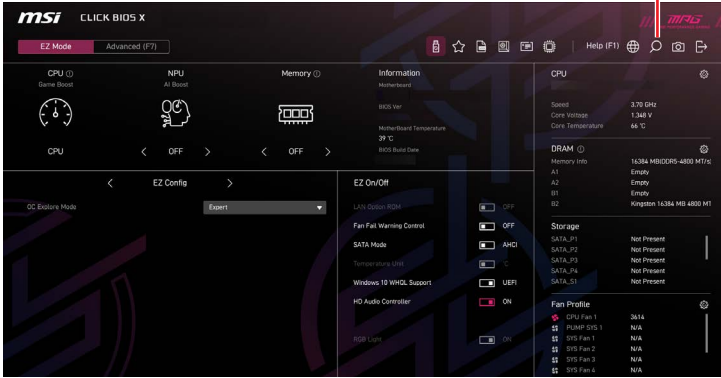 msi CLICK BIOS X MAG
EZ Mode Advanced (F7) Help (F1)
CPU
Game Boost
CPU
NPU
AI Boost
OFF
Memory
OFF
Information
Motherboard
BIOS Ver
MotherBoard Temperature
39 °C
BIOS Build Date
EZ Config
OC Explore Mode Expert
EZ On/Off
LAN Option ROM OFF
Fan Fail Warning Control OFF
SATA Mode AHCI
Temperature Unit °C
Windows 10 WHQL Support UEFI
HD Audio Controller ON
RGB Light ON
CPU
Speed 3.70 GHz
Core Voltage 1.348 V
Core Temperature 66 °C
DRAM
Memory Info 16384 MB(DDR5-4800 MT/s
A1 Empty
A2 Empty
B1 Empty
B2 Kingston 16384 MB 4800 MT
Storage
SATA_P1 Not Present
SATA_P2 Not Present
SATA_P3 Not Present
SATA_P4 Not Present
SATA_S1 Not Present
Fan Profile
CPU Fan 1 3614
PUMP SYS 1 N/A
SYS Fan 1 N/A
SYS Fan 2 N/A
SYS Fan 3 N/A
SYS Fan 4 N/A